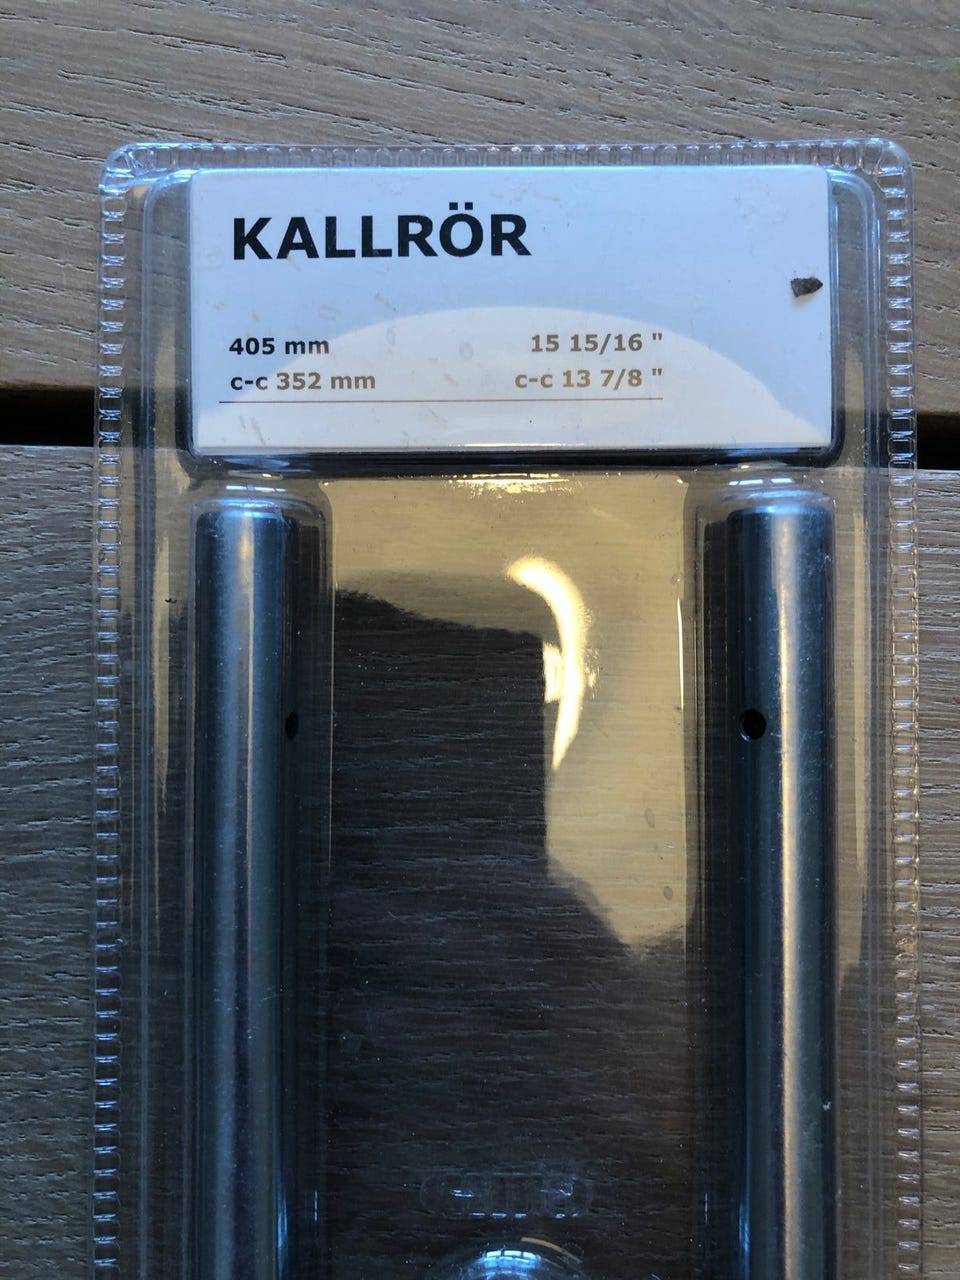 KALLRÖR
405 mm 15 15/16 "
c-c 352 mm c-c 13 7/8 "